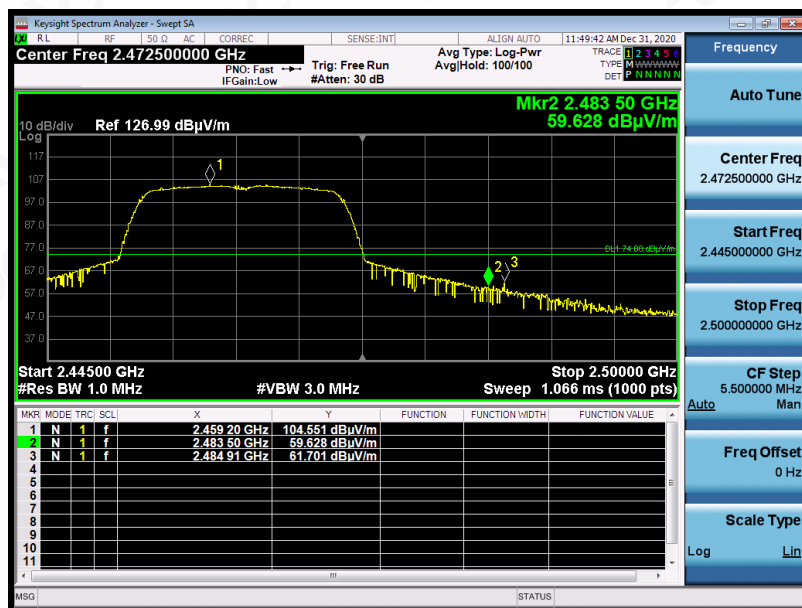 Keysight Spectrum Analyzer - Swept SA
RL RF 50 Ω AC CORREC SENSE:INT ALIGN AUTO 11:49:42 AM Dec 31, 2020
Center Freq 2.472500000 GHz
PNO: Fast
IFGain:Low
Trig: Free Run
#Atten: 30 dB
Avg Type: Log-Pwr
Avg|Hold: 100/100
TRACE 1 2 3 4 5 6
TYPE M W W W W W
DET P N N N N N
Mkr2 2.483 50 GHz
59.628 dBµV/m
10 dB/div Ref 126.99 dBµV/m
Log
117
107
97.0
87.0
77.0
67.0
57.0
47.0
37.0
1
2
3
DL1 74.00 dBµV/m
Start 2.44500 GHz Stop 2.50000 GHz
#Res BW 1.0 MHz #VBW 3.0 MHz Sweep 1.066 ms (1000 pts)
MKR MODE TRC SCL X Y FUNCTION FUNCTION WIDTH FUNCTION VALUE
1 N 1 f 2.459 20 GHz 104.551 dBµV/m
2 N 1 f 2.483 50 GHz 59.628 dBµV/m
3 N 1 f 2.484 91 GHz 61.701 dBµV/m
4
5
6
7
8
9
10
11
MSG STATUS
Frequency
Auto Tune
Center Freq
2.472500000 GHz
Start Freq
2.445000000 GHz
Stop Freq
2.500000000 GHz
CF Step
5.500000 MHz
Auto Man
Freq Offset
0 Hz
Scale Type
Log Lin